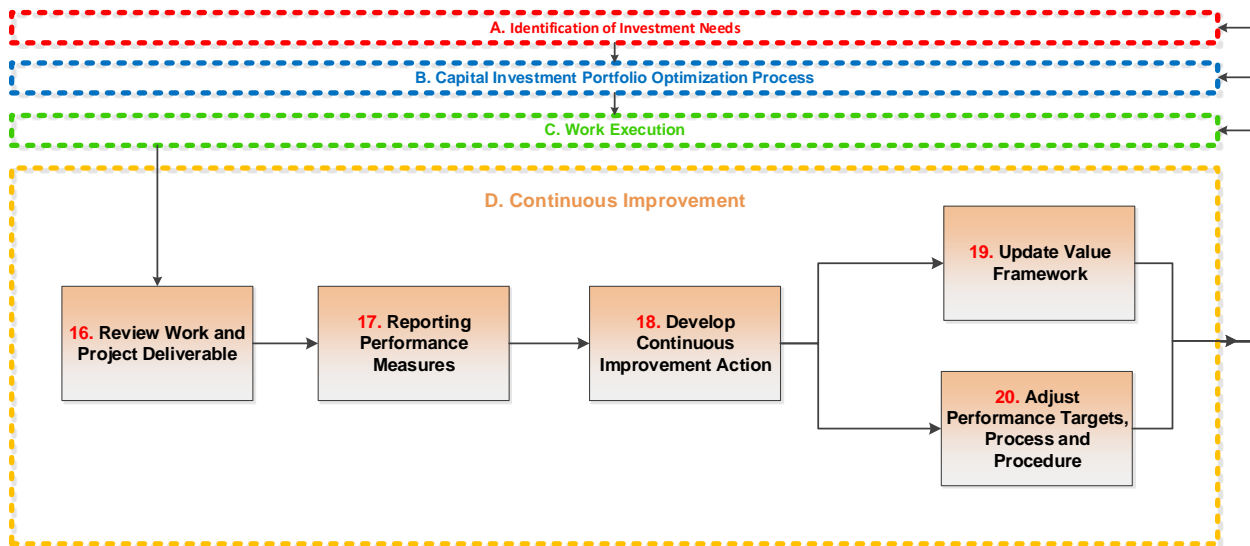 A. Identification of Investment Needs
B. Capital Investment Portfolio Optimization Process
C. Work Execution
D. Continuous Improvement
16. Review Work and
Project Deliverable
17. Reporting
Performance
Measures
18. Develop
Continuous
Improvement Action
19. Update Value
Framework
20. Adjust
Performance Targets,
Process and
Procedure